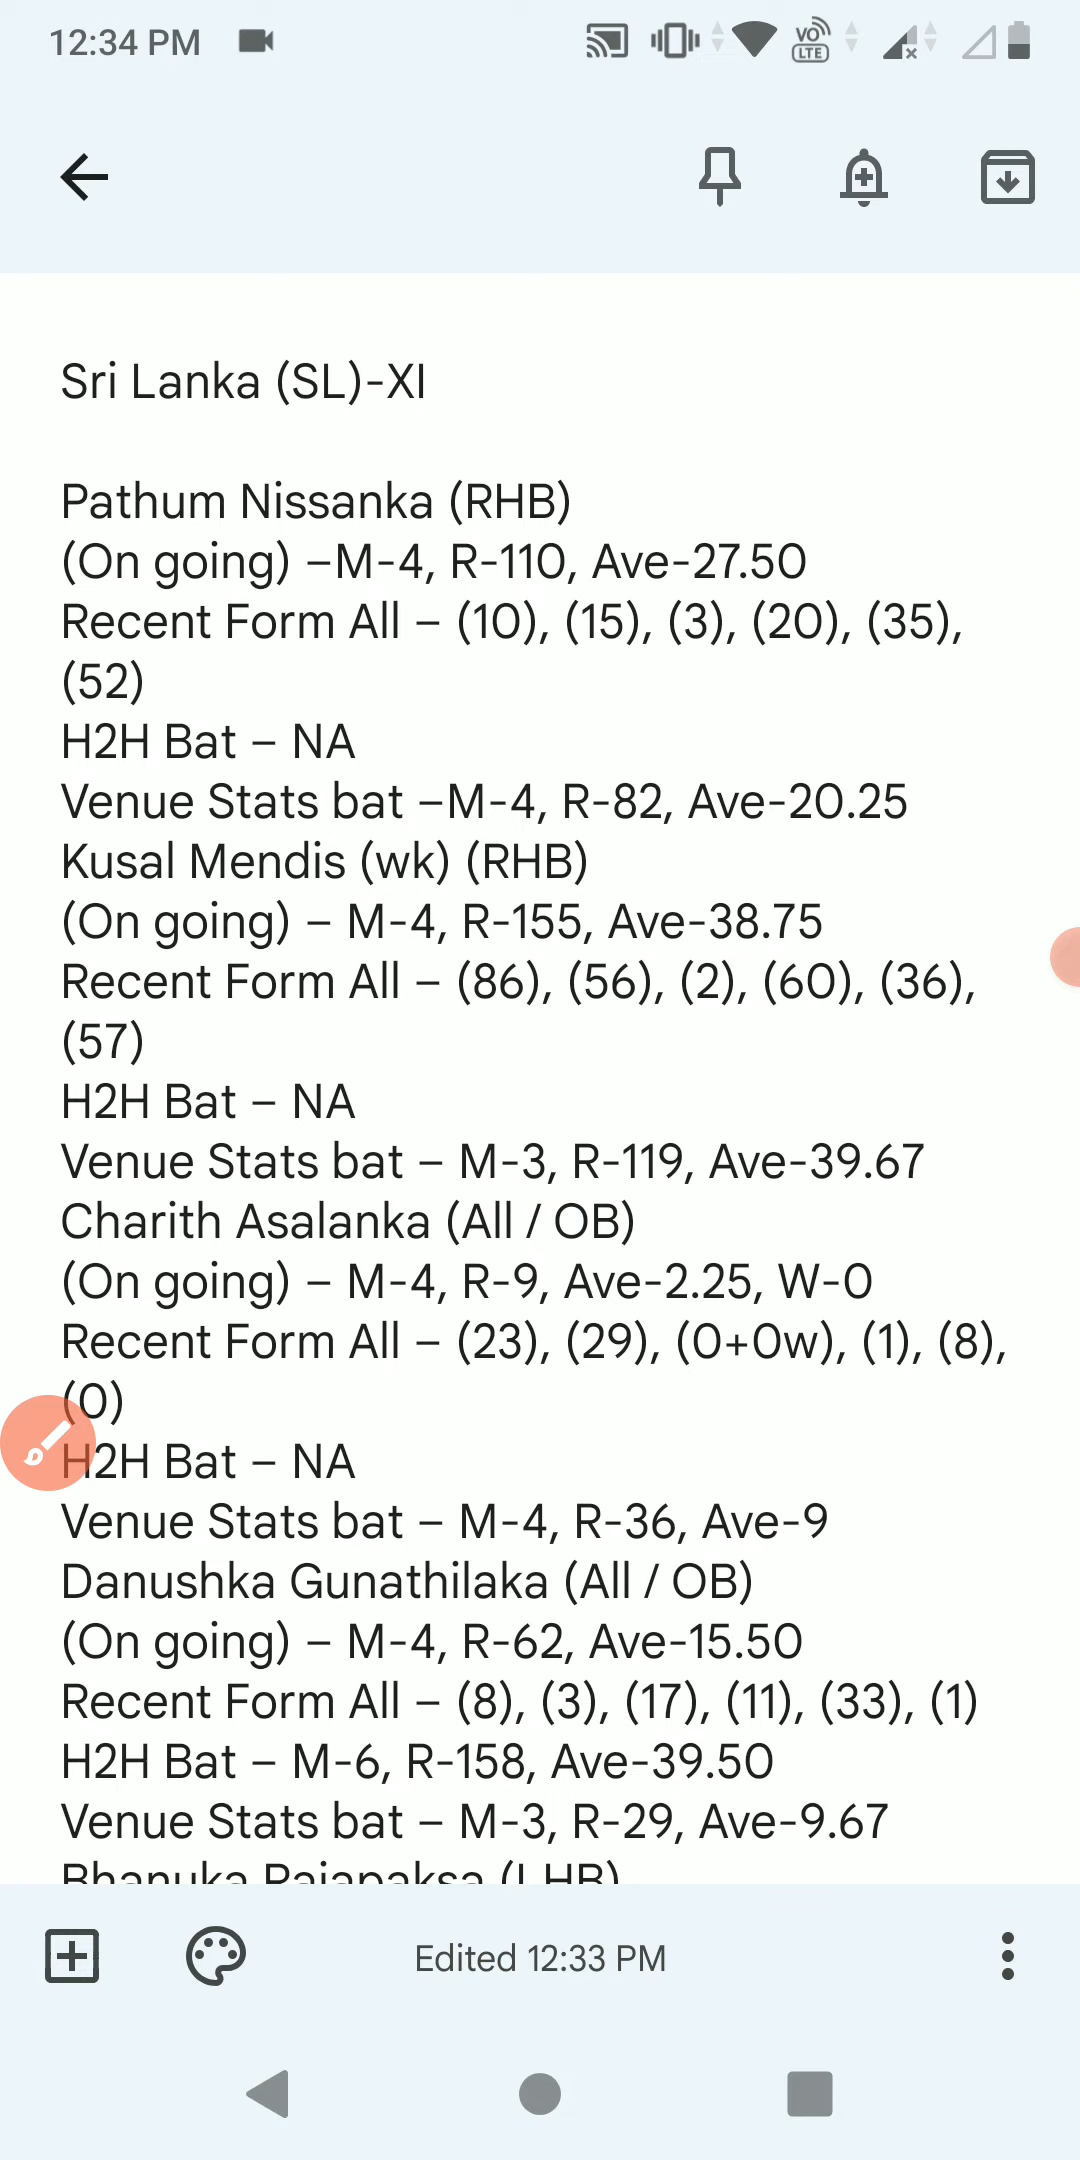 12:34 PM
VO))
LTE
Sri Lanka (SL)-XI
Pathum Nissanka (RHB)
(On going) –M-4, R-110, Ave-27.50
Recent Form All – (10), (15), (3), (20), (35),
(52)
H2H Bat – NA
Venue Stats bat –M-4, R-82, Ave-20.25
Kusal Mendis (wk) (RHB)
(On going) – M-4, R-155, Ave-38.75
Recent Form All – (86), (56), (2), (60), (36),
(57)
H2H Bat – NA
Venue Stats bat – M-3, R-119, Ave-39.67
Charith Asalanka (All / OB)
(On going) – M-4, R-9, Ave-2.25, W-0
Recent Form All – (23), (29), (0+0w), (1), (8),
(0)
H2H Bat – NA
Venue Stats bat – M-4, R-36, Ave-9
Danushka Gunathilaka (All / OB)
(On going) – M-4, R-62, Ave-15.50
Recent Form All – (8), (3), (17), (11), (33), (1)
H2H Bat – M-6, R-158, Ave-39.50
Venue Stats bat – M-3, R-29, Ave-9.67
Bhanuka Rajapaksa (LHB)
Edited 12:33 PM